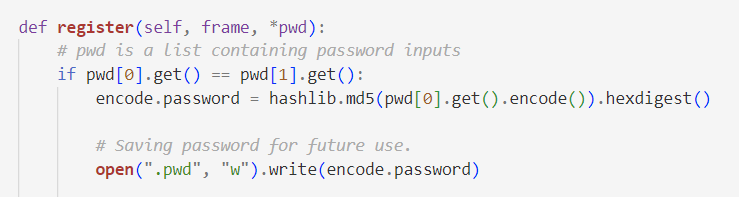 def register(self, frame, *pwd):
# pwd is a list containing password inputs
if pwd[0].get() == pwd[1].get():
encode.password = hashlib.md5(pwd[0].get().encode()).hexdigest()
# Saving password for future use.
open(".pwd", "w").write(encode.password)